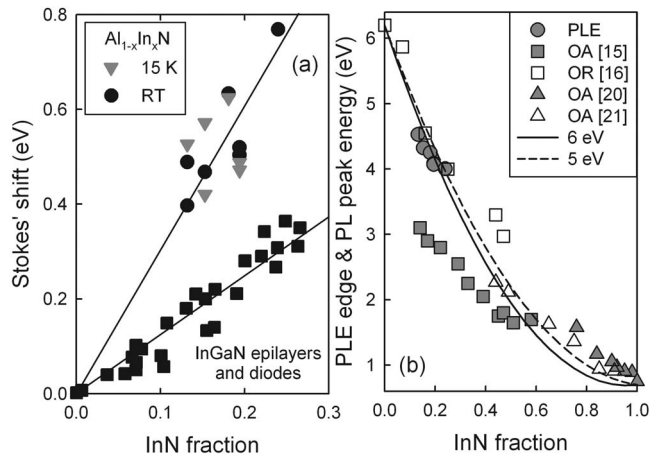 Al1-xInxN
15 K
RT
(a)
Stokes' shift (eV)
0.8
0.6
0.4
0.2
0.0
InGaN epilayers
and diodes
0.0
0.1
0.2
0.3
InN fraction
PLE edge & PL peak energy (eV)
6
5
4
3
2
1
PLE
OA [15]
OR [16]
OA [20]
OA [21]
6 eV
5 eV
(b)
0.0
0.2
0.4
0.6
0.8
1.0
InN fraction